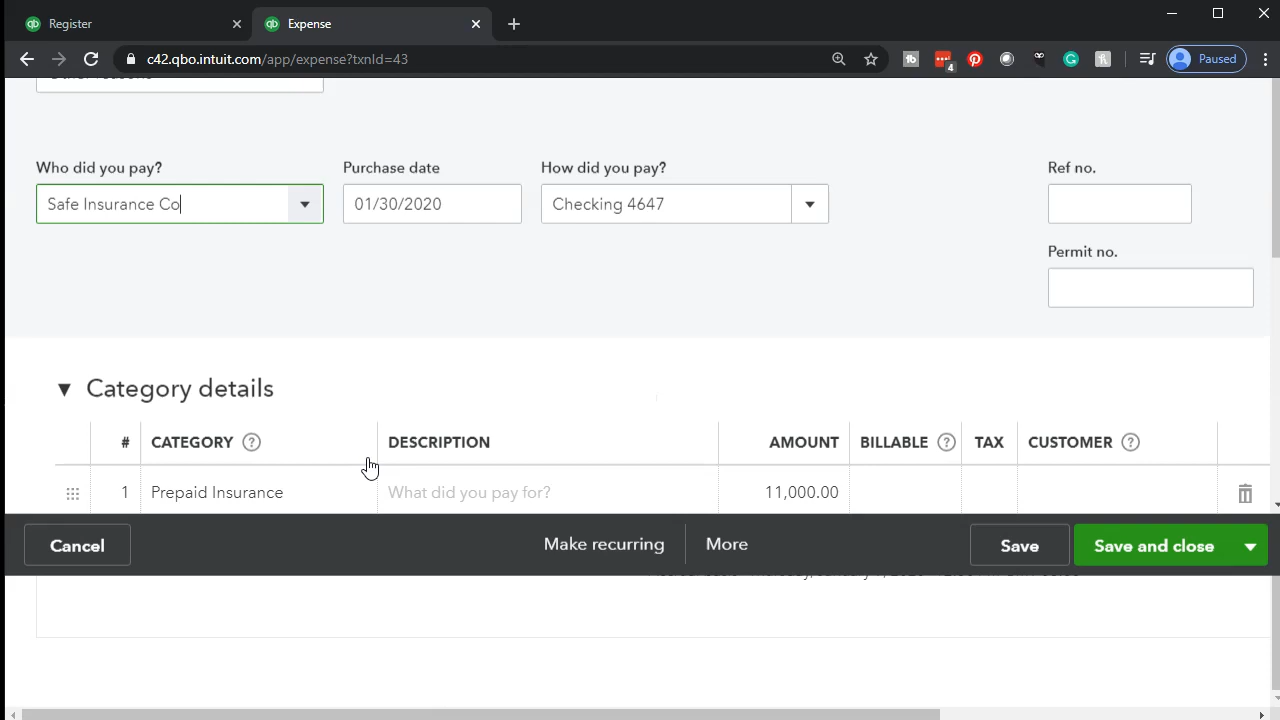 Register
Expense
c42.qbo.intuit.com/app/expense?txnId=43
4
Paused
Who did you pay?
Purchase date
How did you pay?
Ref no.
Safe Insurance Co
01/30/2020
Checking 4647
Permit no.
Category details
# CATEGORY ? DESCRIPTION AMOUNT BILLABLE ? TAX CUSTOMER ?
1 Prepaid Insurance What did you pay for? 11,000.00
Cancel Make recurring More Save Save and close